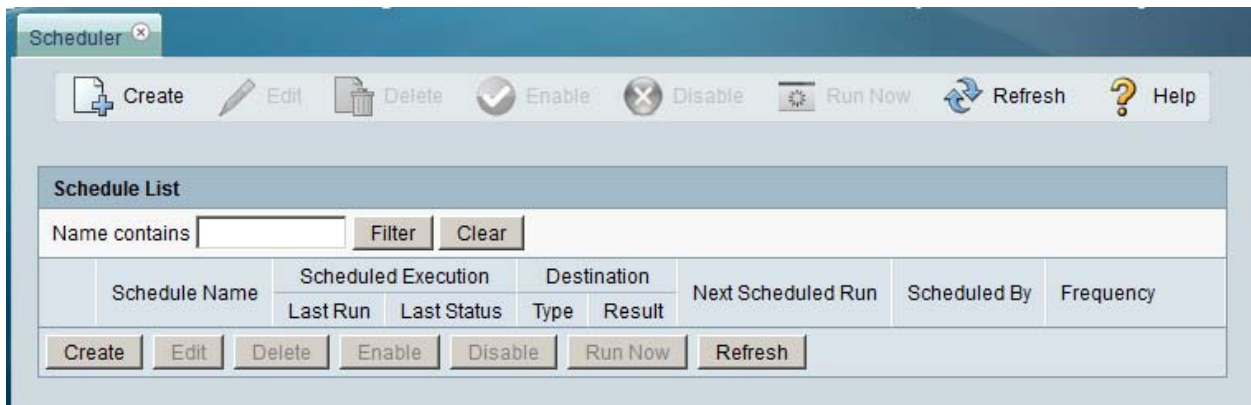 Scheduler
Create Edit Delete Enable Disable Run Now Refresh Help
Schedule List
Name contains Filter Clear
Schedule Name Scheduled Execution Destination Next Scheduled Run Scheduled By Frequency
Last Run Last Status Type Result
Create Edit Delete Enable Disable Run Now Refresh